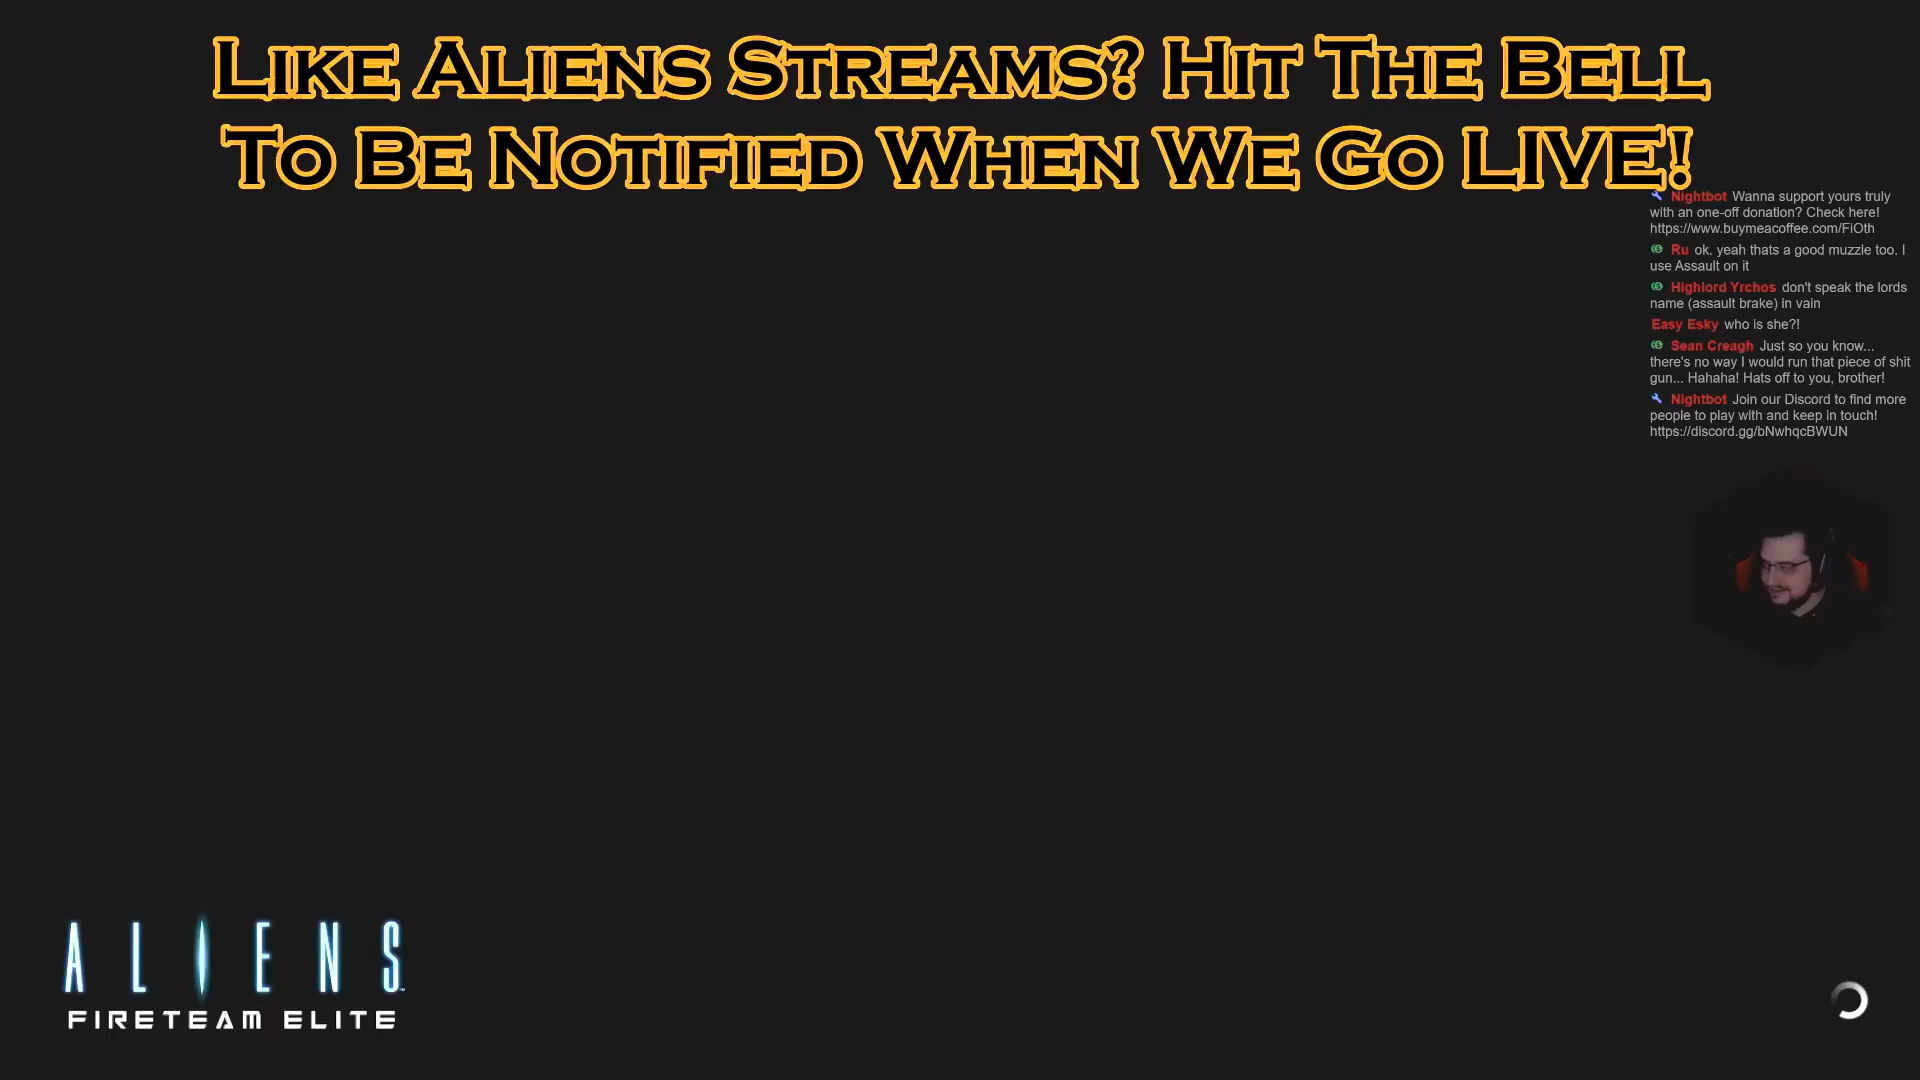 Like Aliens Streams? Hit The Bell
To Be Notified When We Go LIVE!
Nightbot Wanna support yours truly
with an one-off donation? Check here!
https://www.buymeacoffee.com/FiOth
Ru ok. yeah thats a good muzzle too. I
use Assault on it
Highlord Yrchos don't speak the lords
name (assault brake) in vain
Easy Esky who is she?!
Sean Creagh Just so you know...
there's no way I would run that piece of shit
gun... Hahaha! Hats off to you, brother!
Nightbot Join our Discord to find more
people to play with and keep in touch!
https://discord.gg/bNwhqcBWUN
ALIENS
FIRETEAM ELITE